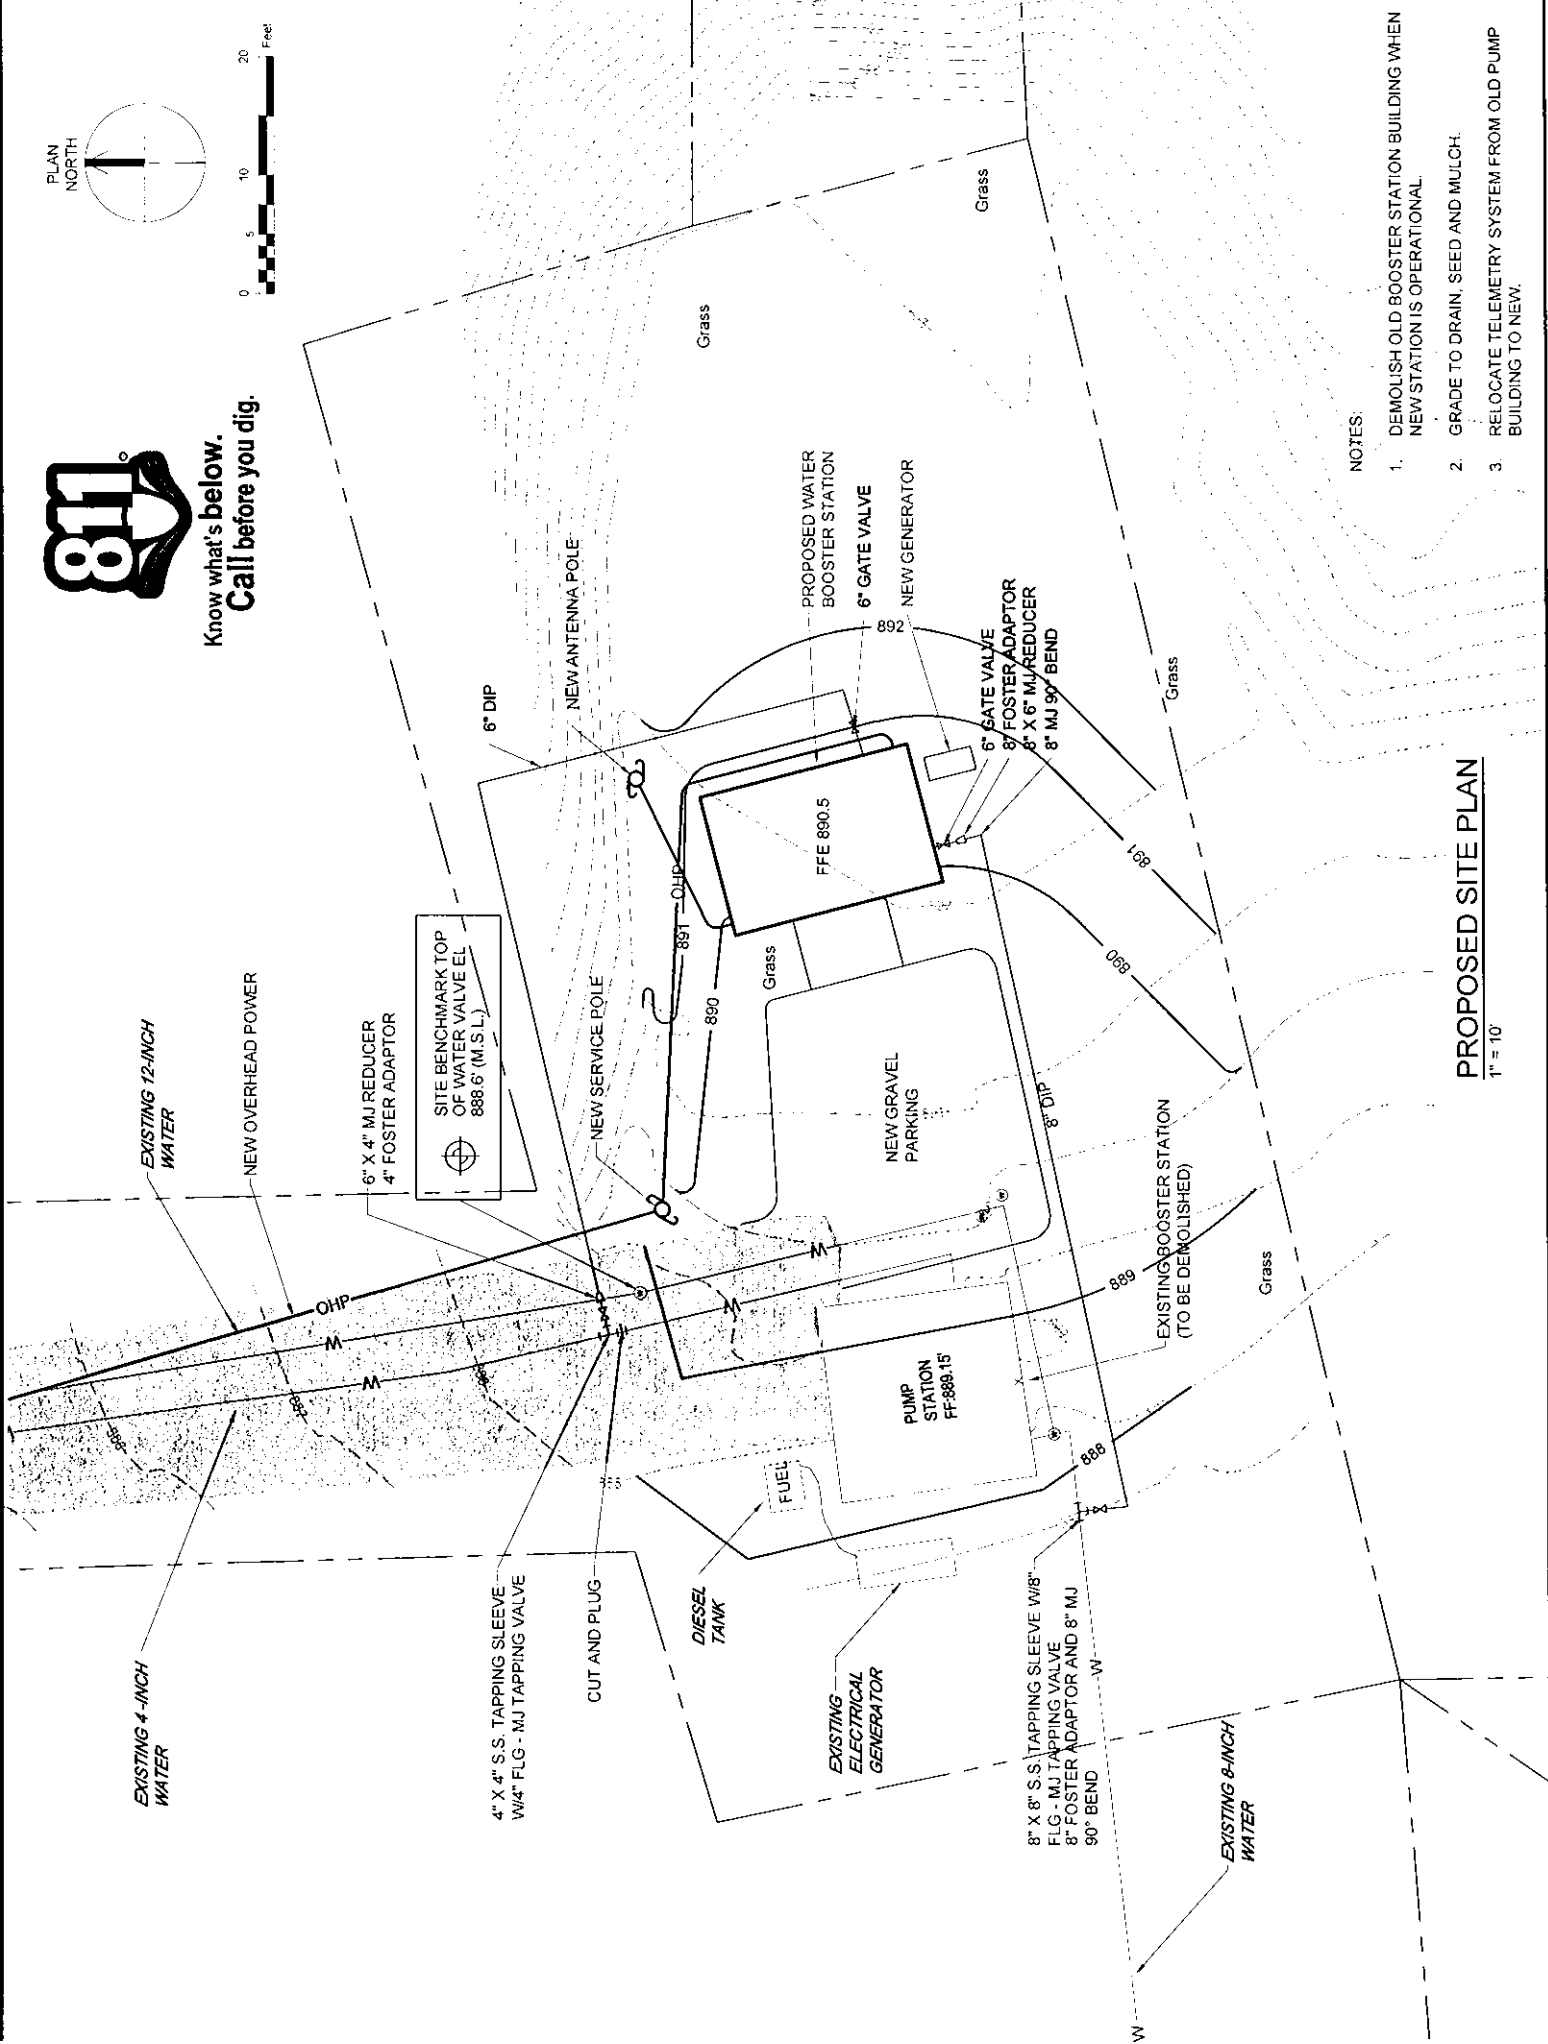 EXISTING 4-INCH
WATER
EXISTING 12-INCH
WATER
NEW OVERHEAD POWER
6" X 4" MJ REDUCER
4" FOSTER ADAPTOR
SITE BENCHMARK TOP
OF WATER VALVE EL
888.6' (M.S.L.)
811
Know what's below.
Call before you dig.
PLAN
NORTH
0
5
10
20
Feet
OHP
W
W
888
4" X 4" S.S. TAPPING SLEEVE
W/4" FLG - MJ TAPPING VALVE
CUT AND PLUG
NEW SERVICE POLE
6" DIP
NEW ANTENNA POLE
DIESEL
TANK
FUEL
W
W
890
891
OHP
Grass
Grass
EXISTING
ELECTRICAL
GENERATOR
PUMP
STATION
FF:889.15'
NEW GRAVEL
PARKING
FFE 890.5
PROPOSED WATER
BOOSTER STATION
6" GATE VALVE
892
NEW GENERATOR
6" GATE VALVE
8" FOSTER ADAPTOR
8" X 6" MJ REDUCER
8" MJ 90° BEND
Grass
8" X 8" S.S. TAPPING SLEEVE W/8"
FLG - MJ TAPPING VALVE
8" FOSTER ADAPTOR AND 8" MJ
90° BEND
W
888
889
8" DIP
890
891
EXISTING BOOSTER STATION
(TO BE DEMOLISHED)
Grass
Grass
EXISTING 8-INCH
WATER
W
NOTES:
1. DEMOLISH OLD BOOSTER STATION BUILDING WHEN
NEW STATION IS OPERATIONAL.
2. GRADE TO DRAIN, SEED AND MULCH.
3. RELOCATE TELEMETRY SYSTEM FROM OLD PUMP
BUILDING TO NEW.
PROPOSED SITE PLAN
1" = 10'